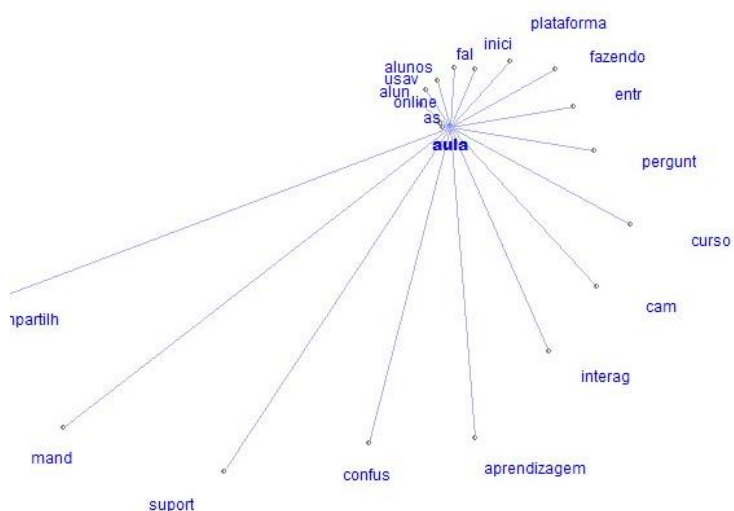 plataforma
inici
fal
fazendo
alunos
usav
alun
online
entr
as
aula
pergunt
curso
cam
npartilh
interag
mand
aprendizagem
confus
suport